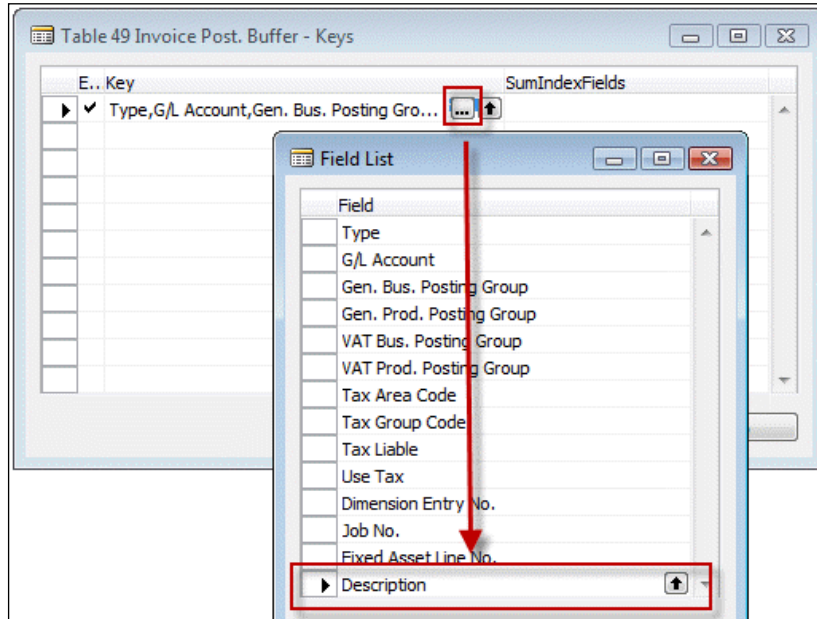 Table 49 Invoice Post. Buffer - Keys
E.. Key SumIndexFields
Type,G/L Account,Gen. Bus. Posting Gro... ...
Field List
Field
Type
G/L Account
Gen. Bus. Posting Group
Gen. Prod. Posting Group
VAT Bus. Posting Group
VAT Prod. Posting Group
Tax Area Code
Tax Group Code
Tax Liable
Use Tax
Dimension Entry No.
Job No.
Fixed Asset Line No.
Description